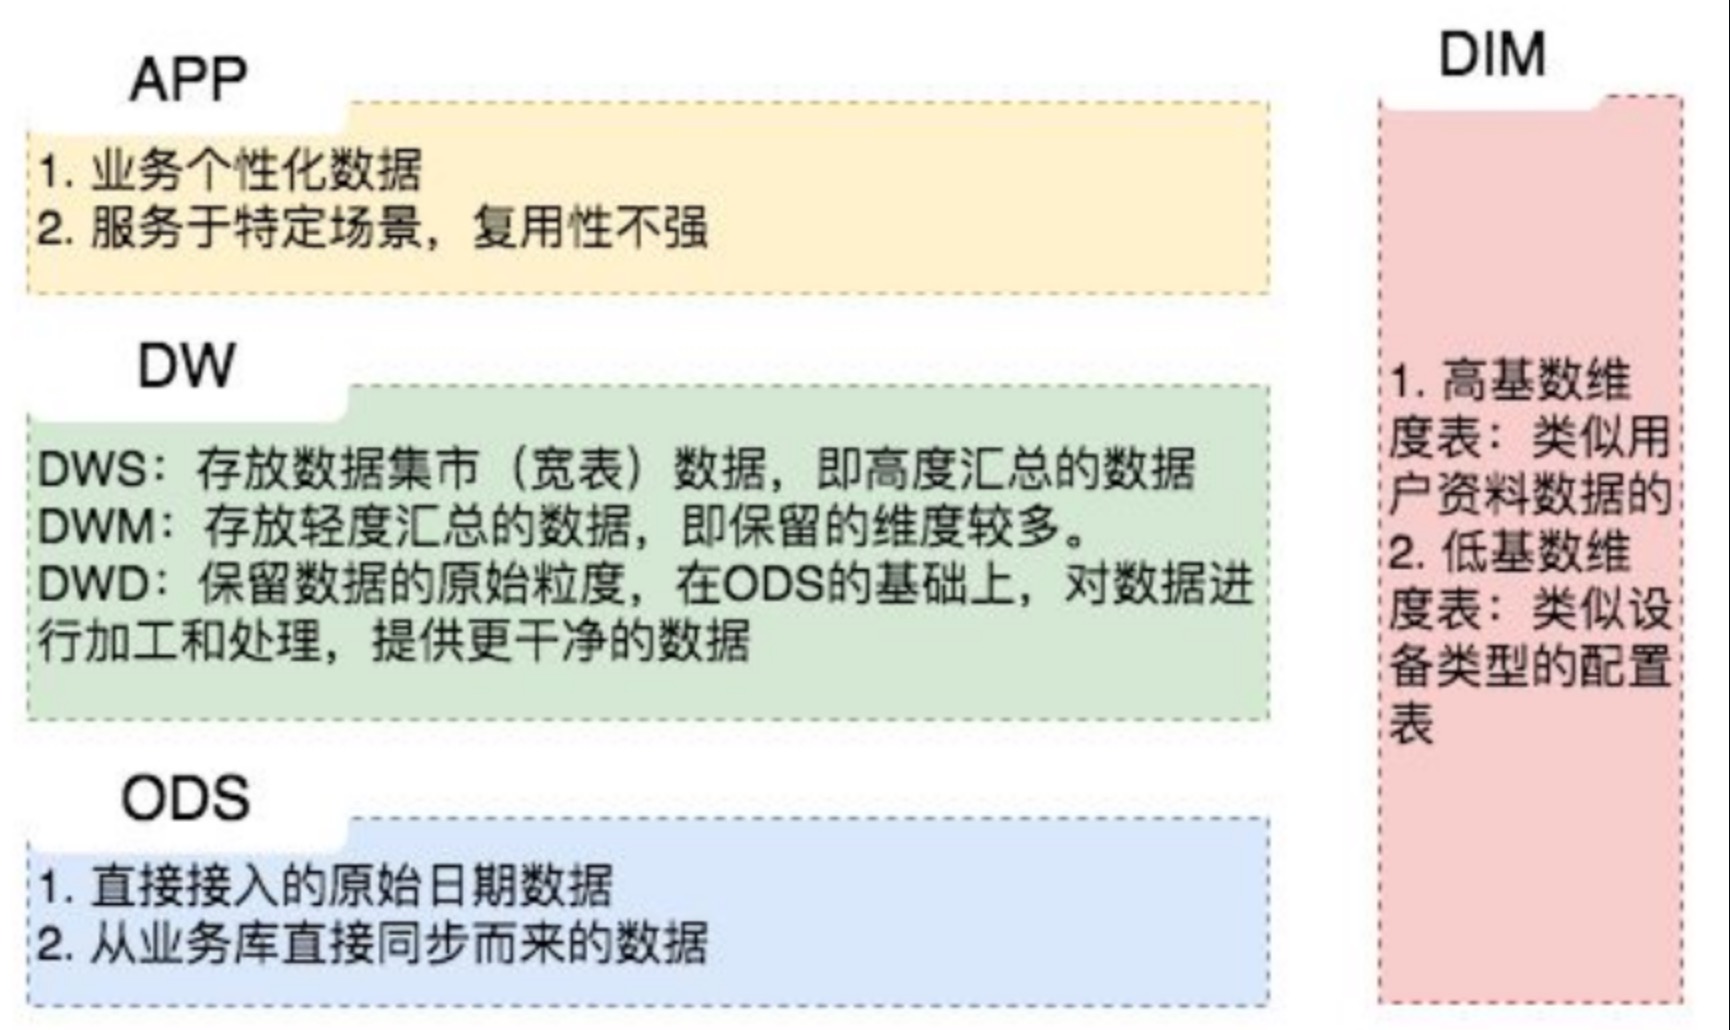 APP
1. 业务个性化数据
2. 服务于特定场景，复用性不强
DW
DWS：存放数据集市（宽表）数据，即高度汇总的数据
DWM：存放轻度汇总的数据，即保留的维度较多。
DWD：保留数据的原始粒度，在ODS的基础上，对数据进
行加工和处理，提供更干净的数据
ODS
1. 直接接入的原始日期数据
2. 从业务库直接同步而来的数据
DIM
1. 高基数维
度表：类似用
户资料数据的
2. 低基数维
度表：类似设
备类型的配置
表